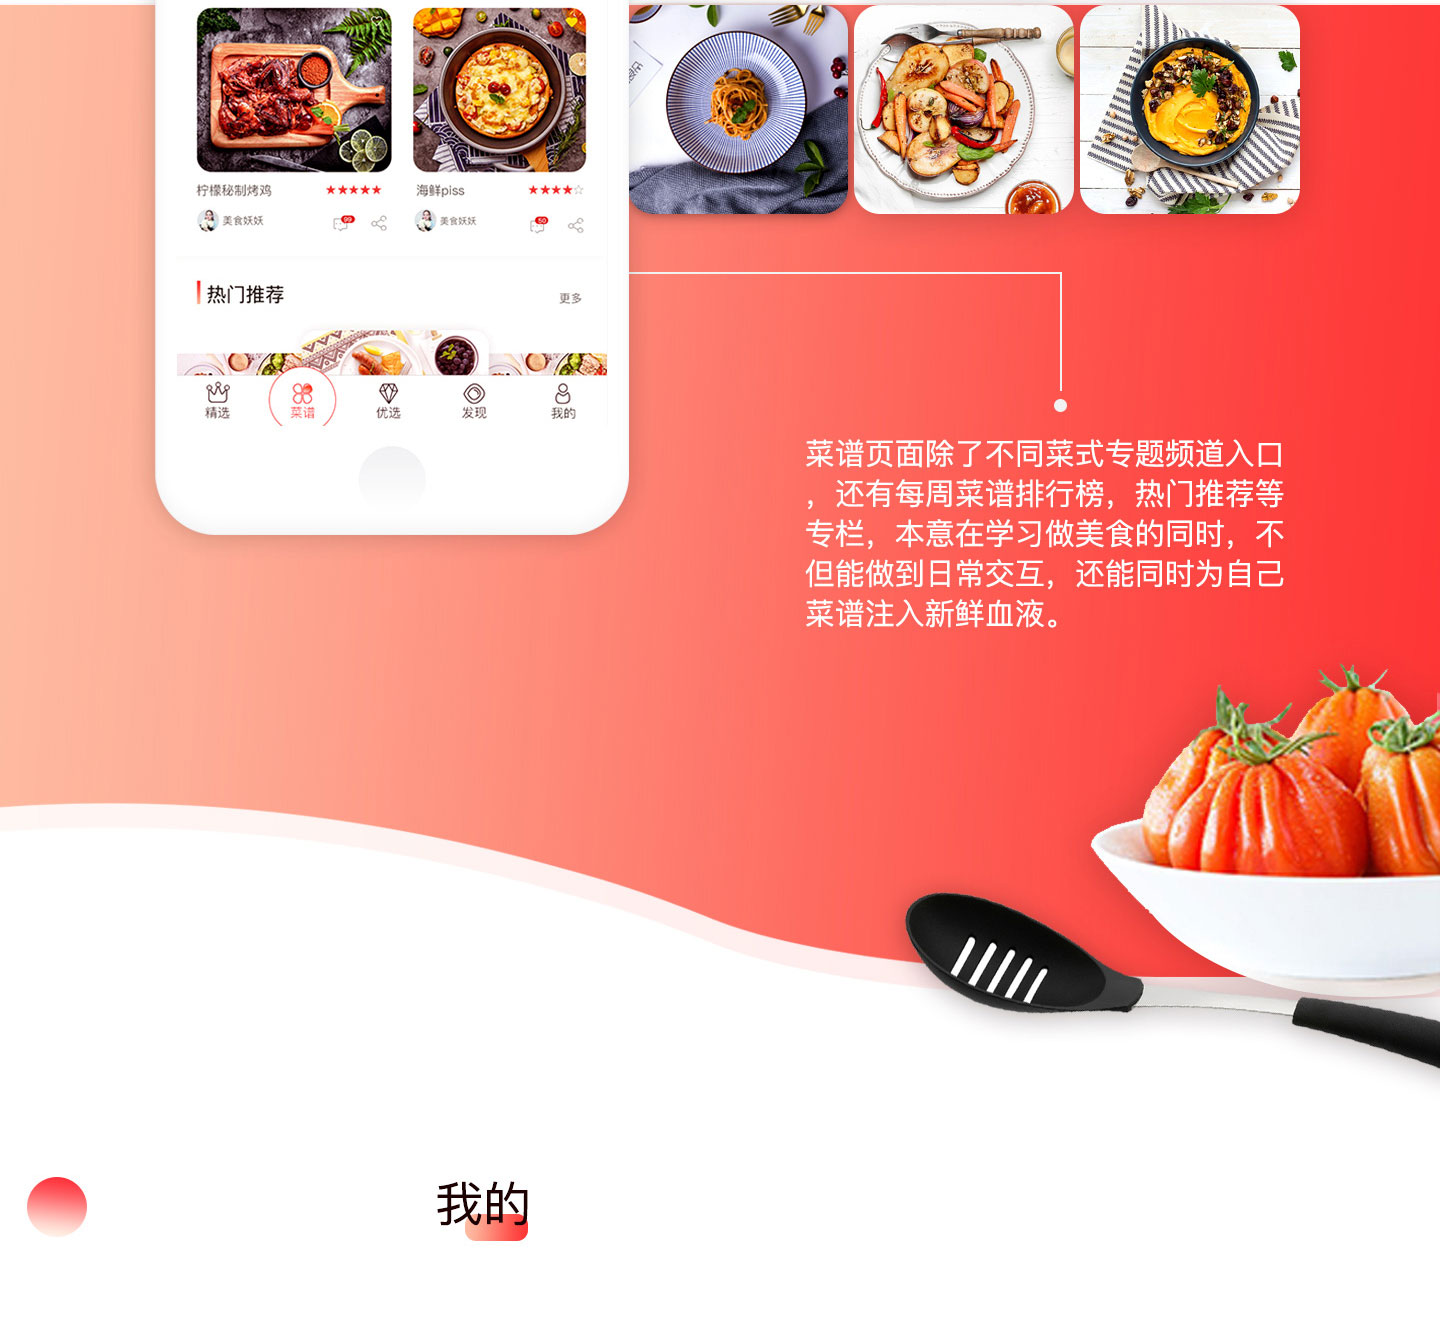 柠檬秘制烤鸡
海鲜piss
美食妖妖
99
美食妖妖
50
热门推荐
更多
精选
菜谱
优选
发现
我的
菜谱页面除了不同菜式专题频道入口
，还有每周菜谱排行榜，热门推荐等
专栏，本意在学习做美食的同时，不
但能做到日常交互，还能同时为自己
菜谱注入新鲜血液。
我的